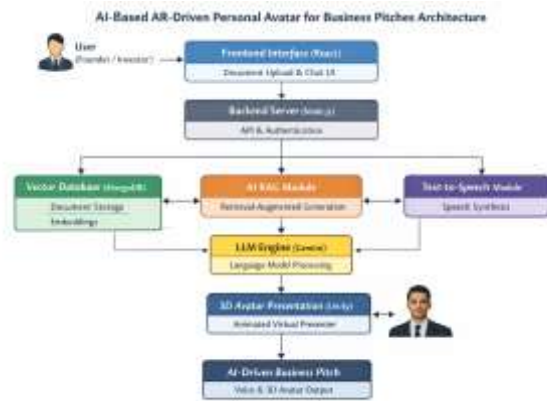 AI-Based AR-Driven Personal Avatar for Business Pitches Architecture
User
(Founder / Investor)
Frontend Interface (React)
Document Upload & Chat UI
Backend Server (Node.js)
API & Authentication
Vector Database (MongoDB)
Document Storage
Embeddings
AI RAG Module
Retrieval-Augmented Generation
Text-to-Speech Module
Speech Synthesis
LLM Engine (Gemini)
Language Model Processing
3D Avatar Presentation (Unity)
Animated Virtual Presenter
AI-Driven Business Pitch
Voice & 3D Avatar Output